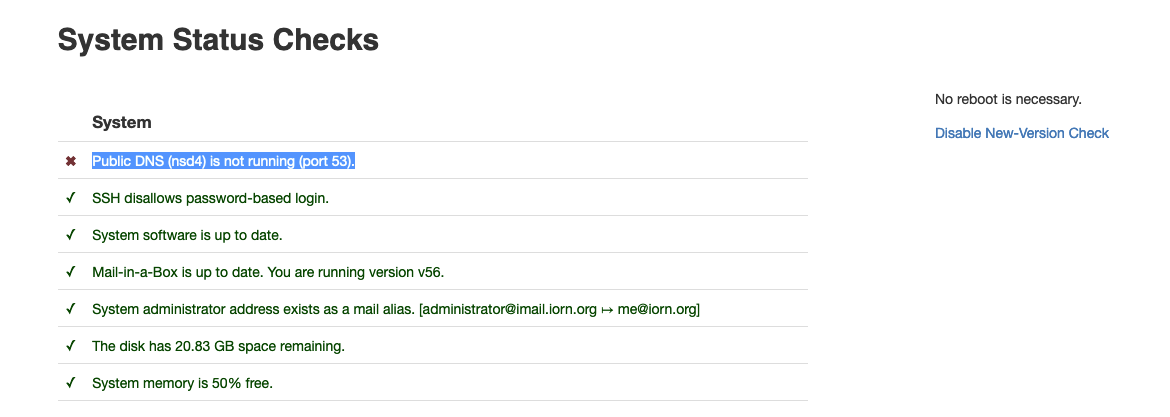 System Status Checks
No reboot is necessary.
Disable New-Version Check
System
✖ Public DNS (nsd4) is not running (port 53).
✓ SSH disallows password-based login.
✓ System software is up to date.
✓ Mail-in-a-Box is up to date. You are running version v56.
✓ System administrator address exists as a mail alias. [administrator@imail.iorn.org ↦ me@iorn.org]
✓ The disk has 20.83 GB space remaining.
✓ System memory is 50% free.